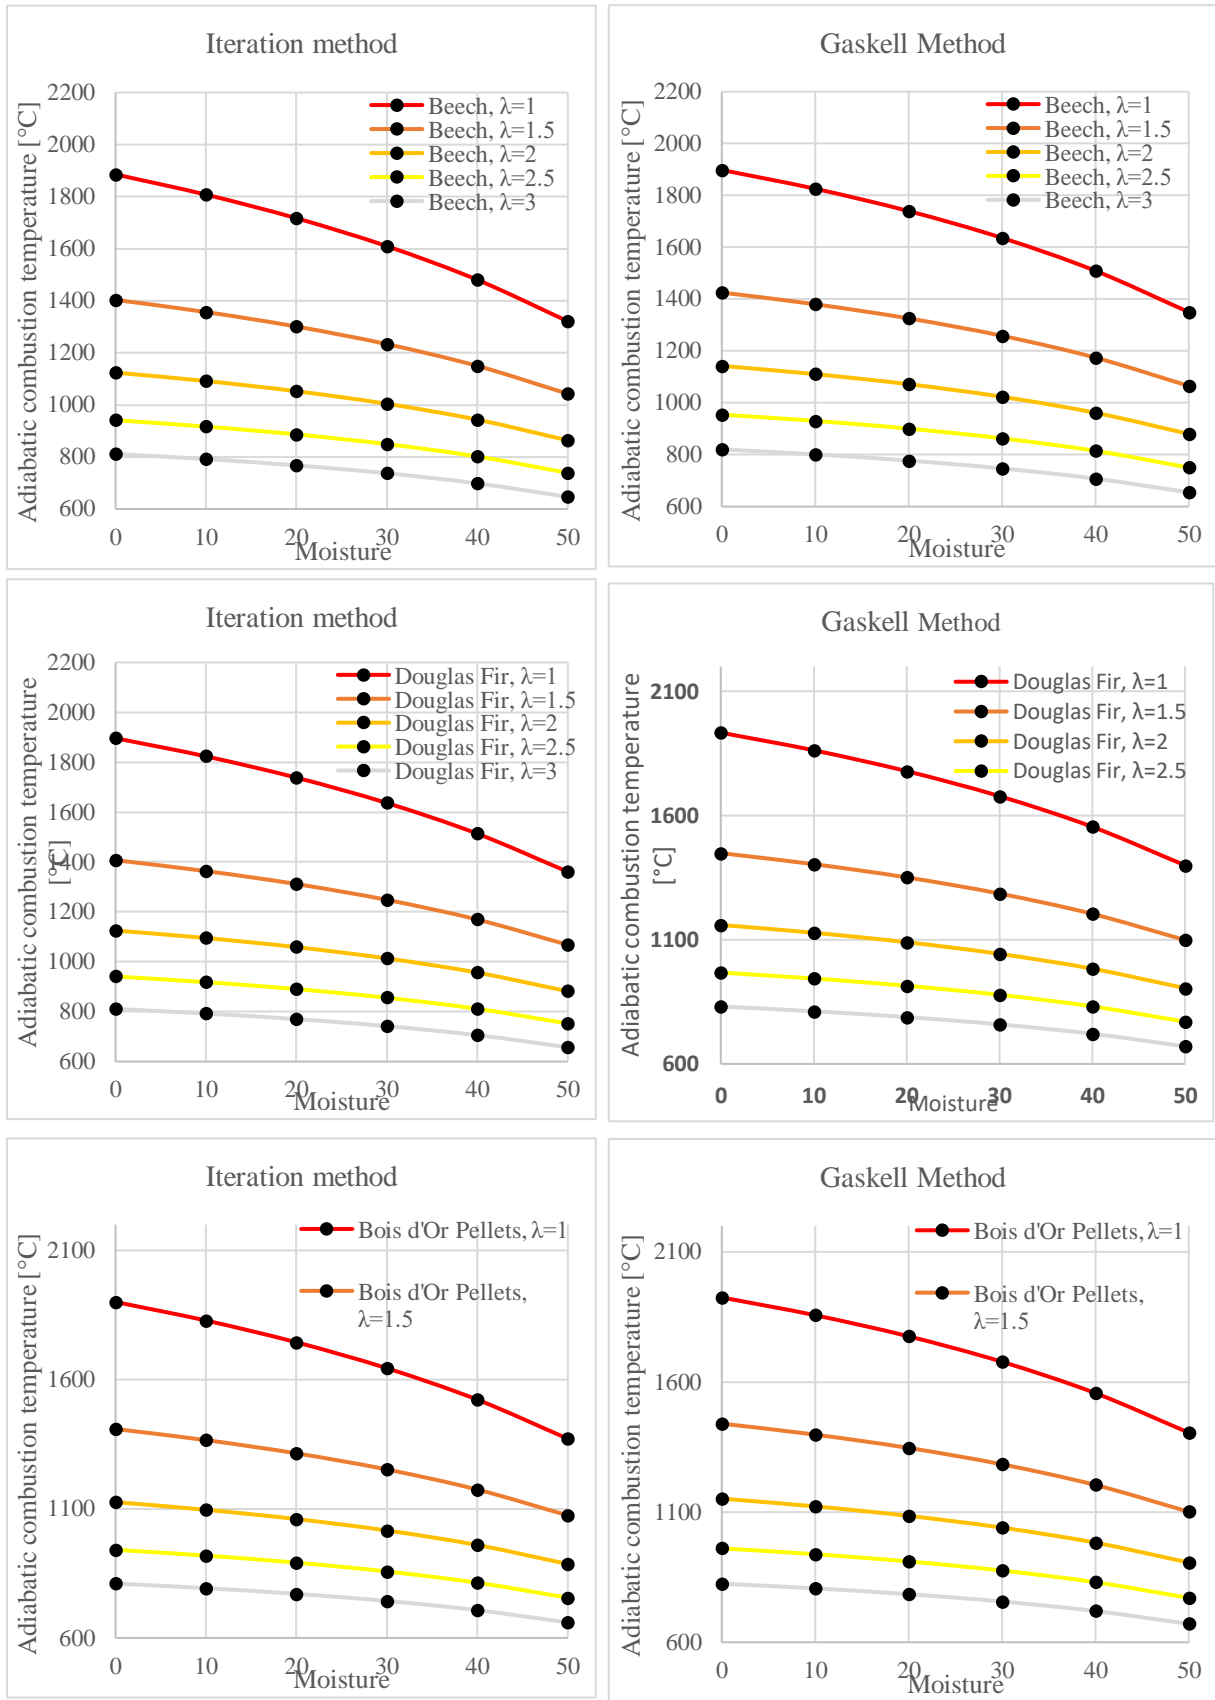 Iteration method
Adiabatic combustion temperature [°C]
2200
2000
1800
1600
1400
1200
1000
800
600
Beech, λ=1
Beech, λ=1.5
Beech, λ=2
Beech, λ=2.5
Beech, λ=3
0 10 20 30 40 50
Moisture
Gaskell Method
Adiabatic combustion temperature [°C]
2200
2000
1800
1600
1400
1200
1000
800
600
Beech, λ=1
Beech, λ=1.5
Beech, λ=2
Beech, λ=2.5
Beech, λ=3
0 10 20 30 40 50
Moisture
Iteration method
Adiabatic combustion temperature
[°C]
2200
2000
1800
1600
1400
1200
1000
800
600
Douglas Fir, λ=1
Douglas Fir, λ=1.5
Douglas Fir, λ=2
Douglas Fir, λ=2.5
Douglas Fir, λ=3
0 10 20 30 40 50
Moisture
Gaskell Method
Adiabatic combustion temperature
[°C]
2100
1600
1100
600
Douglas Fir, λ=1
Douglas Fir, λ=1.5
Douglas Fir, λ=2
Douglas Fir, λ=2.5
0 10 20 30 40 50
Moisture
Iteration method
Adiabatic combustion temperature [°C]
2100
1600
1100
600
Bois d'Or Pellets, λ=1
Bois d'Or Pellets,
λ=1.5
0 10 20 30 40 50
Moisture
Gaskell Method
Adiabatic combustion temperature [°C]
2100
1600
1100
600
Bois d'Or Pellets, λ=1
Bois d'Or Pellets,
λ=1.5
0 10 20 30 40 50
Moisture